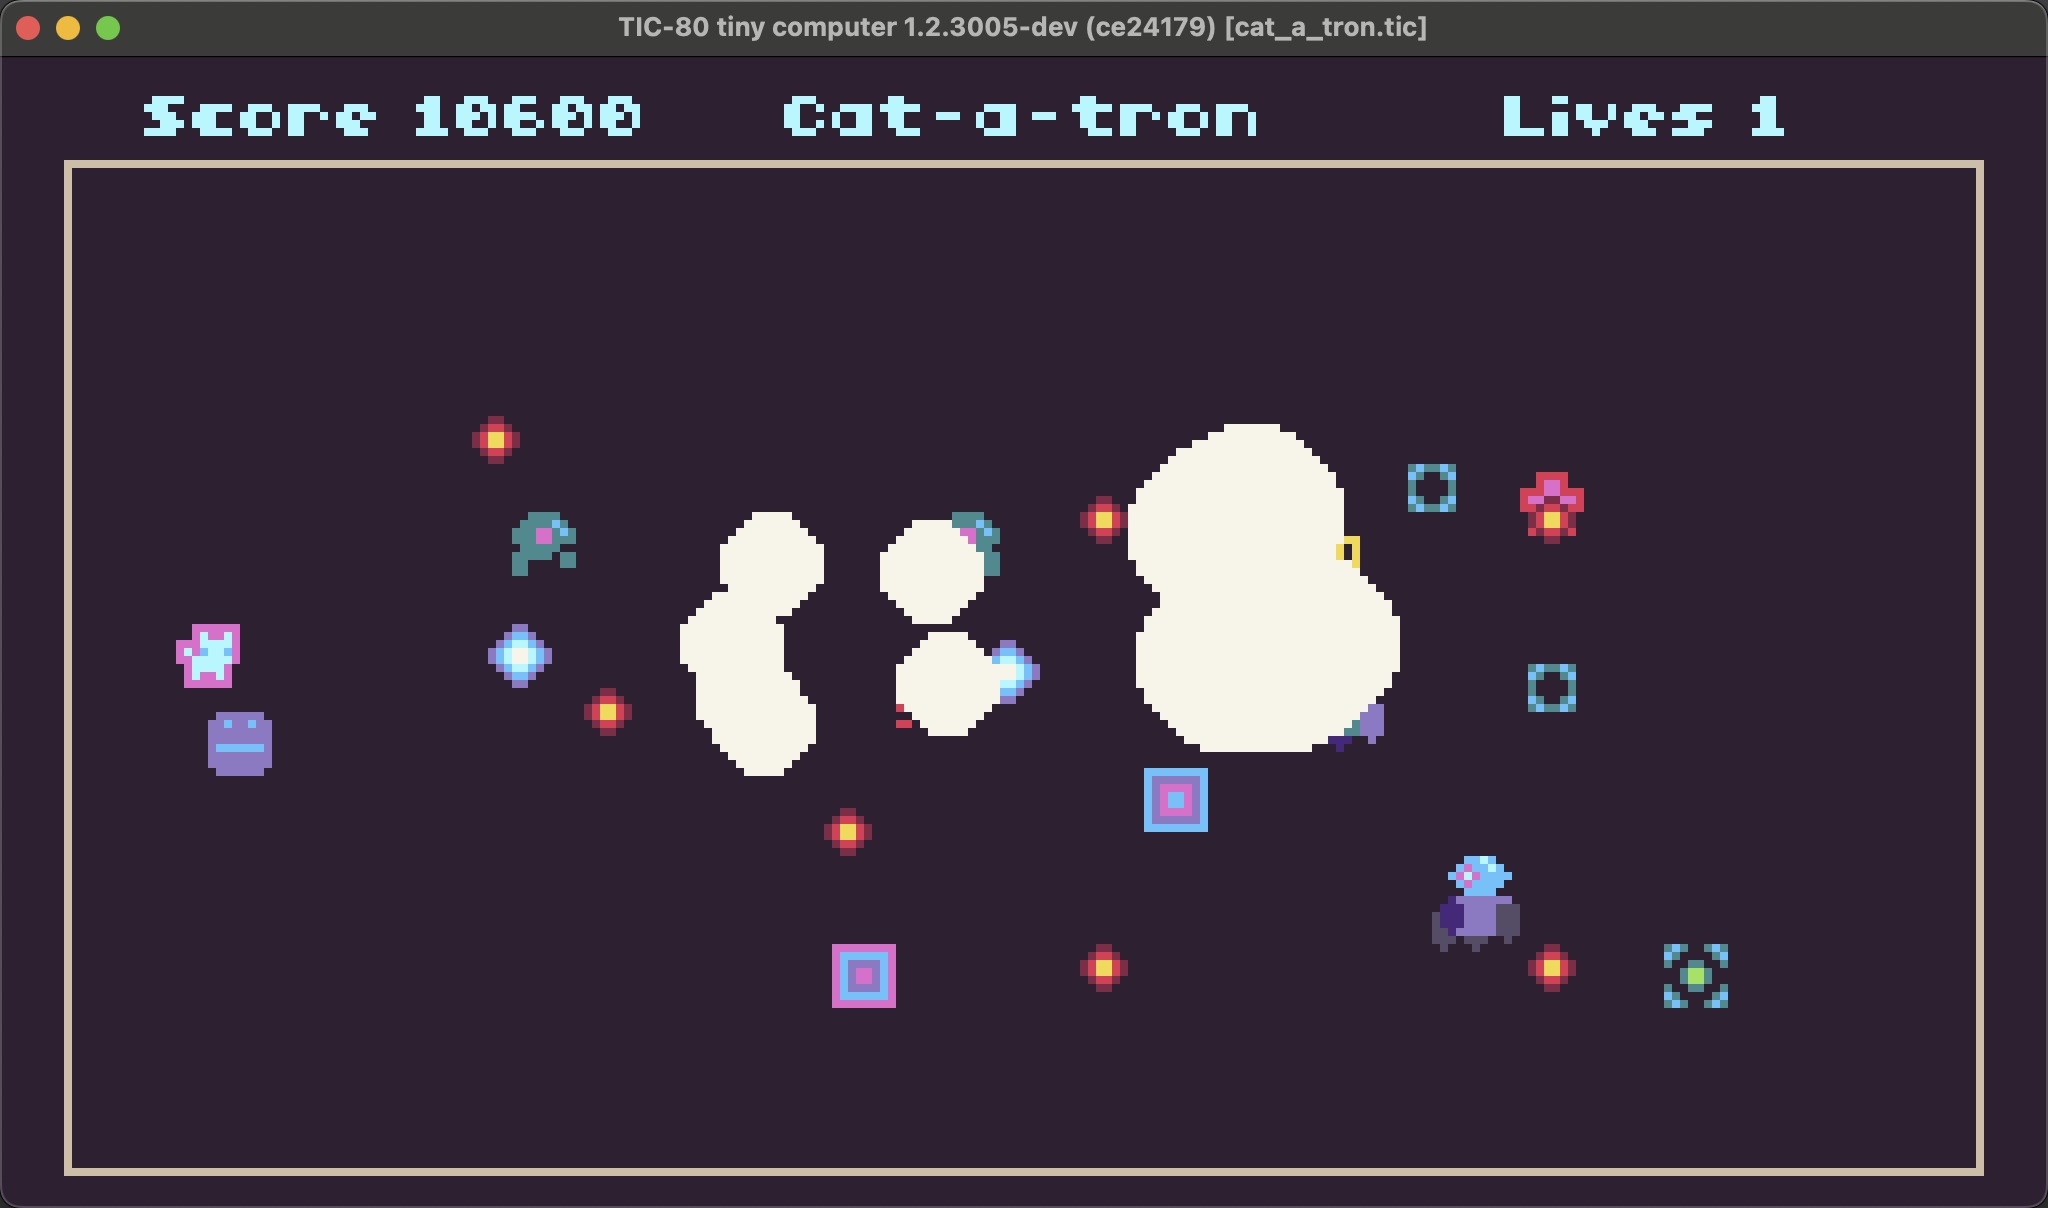 TIC-80 tiny computer 1.2.3005-dev (ce24179) [cat_a_tron.tic]
Score 10600 Cat-a-tron Lives 1